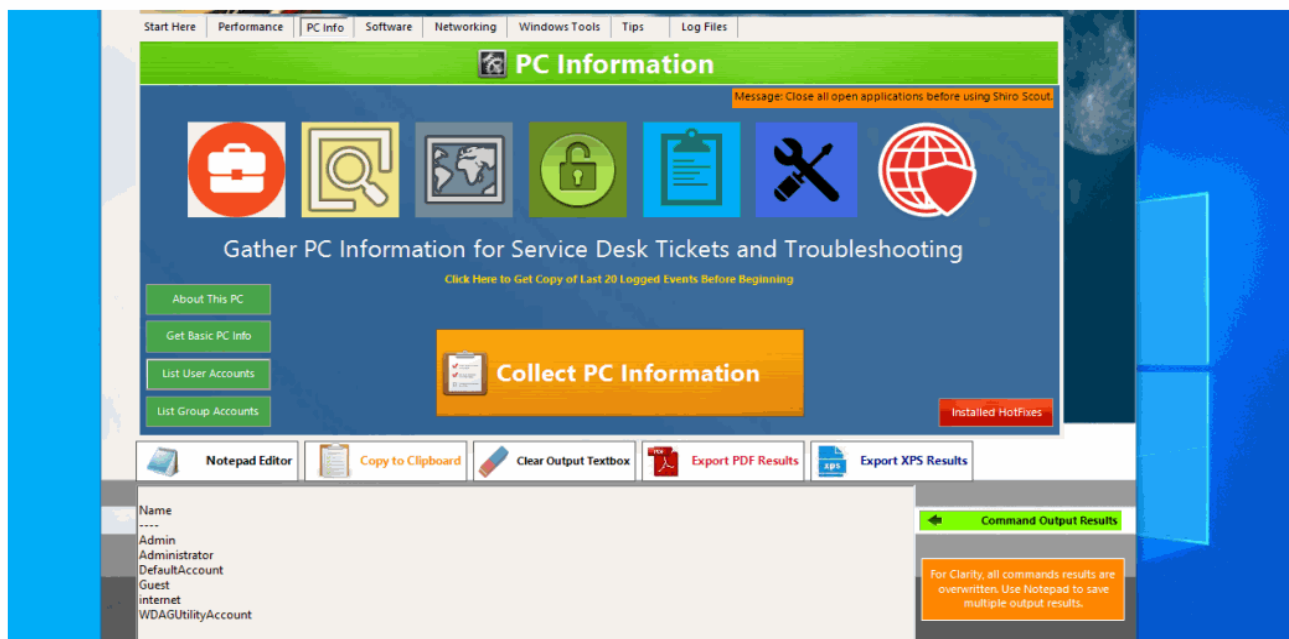 Start Here Performance PC Info Software Networking Windows Tools Tips Log Files
PC Information
Message: Close all open applications before using Shiro Scout.
Gather PC Information for Service Desk Tickets and Troubleshooting
Click Here to Get Copy of Last 20 Logged Events Before Beginning
About This PC
Get Basic PC Info
List User Accounts
List Group Accounts
Collect PC Information
Installed HotFixes
Notepad Editor Copy to Clipboard Clear Output Textbox PDF Export PDF Results xps Export XPS Results
Name
----
Admin
Administrator
DefaultAccount
Guest
internet
WDAGUtilityAccount
Command Output Results
For Clarity, all commands results are
overwritten. Use Notepad to save
multiple output results.